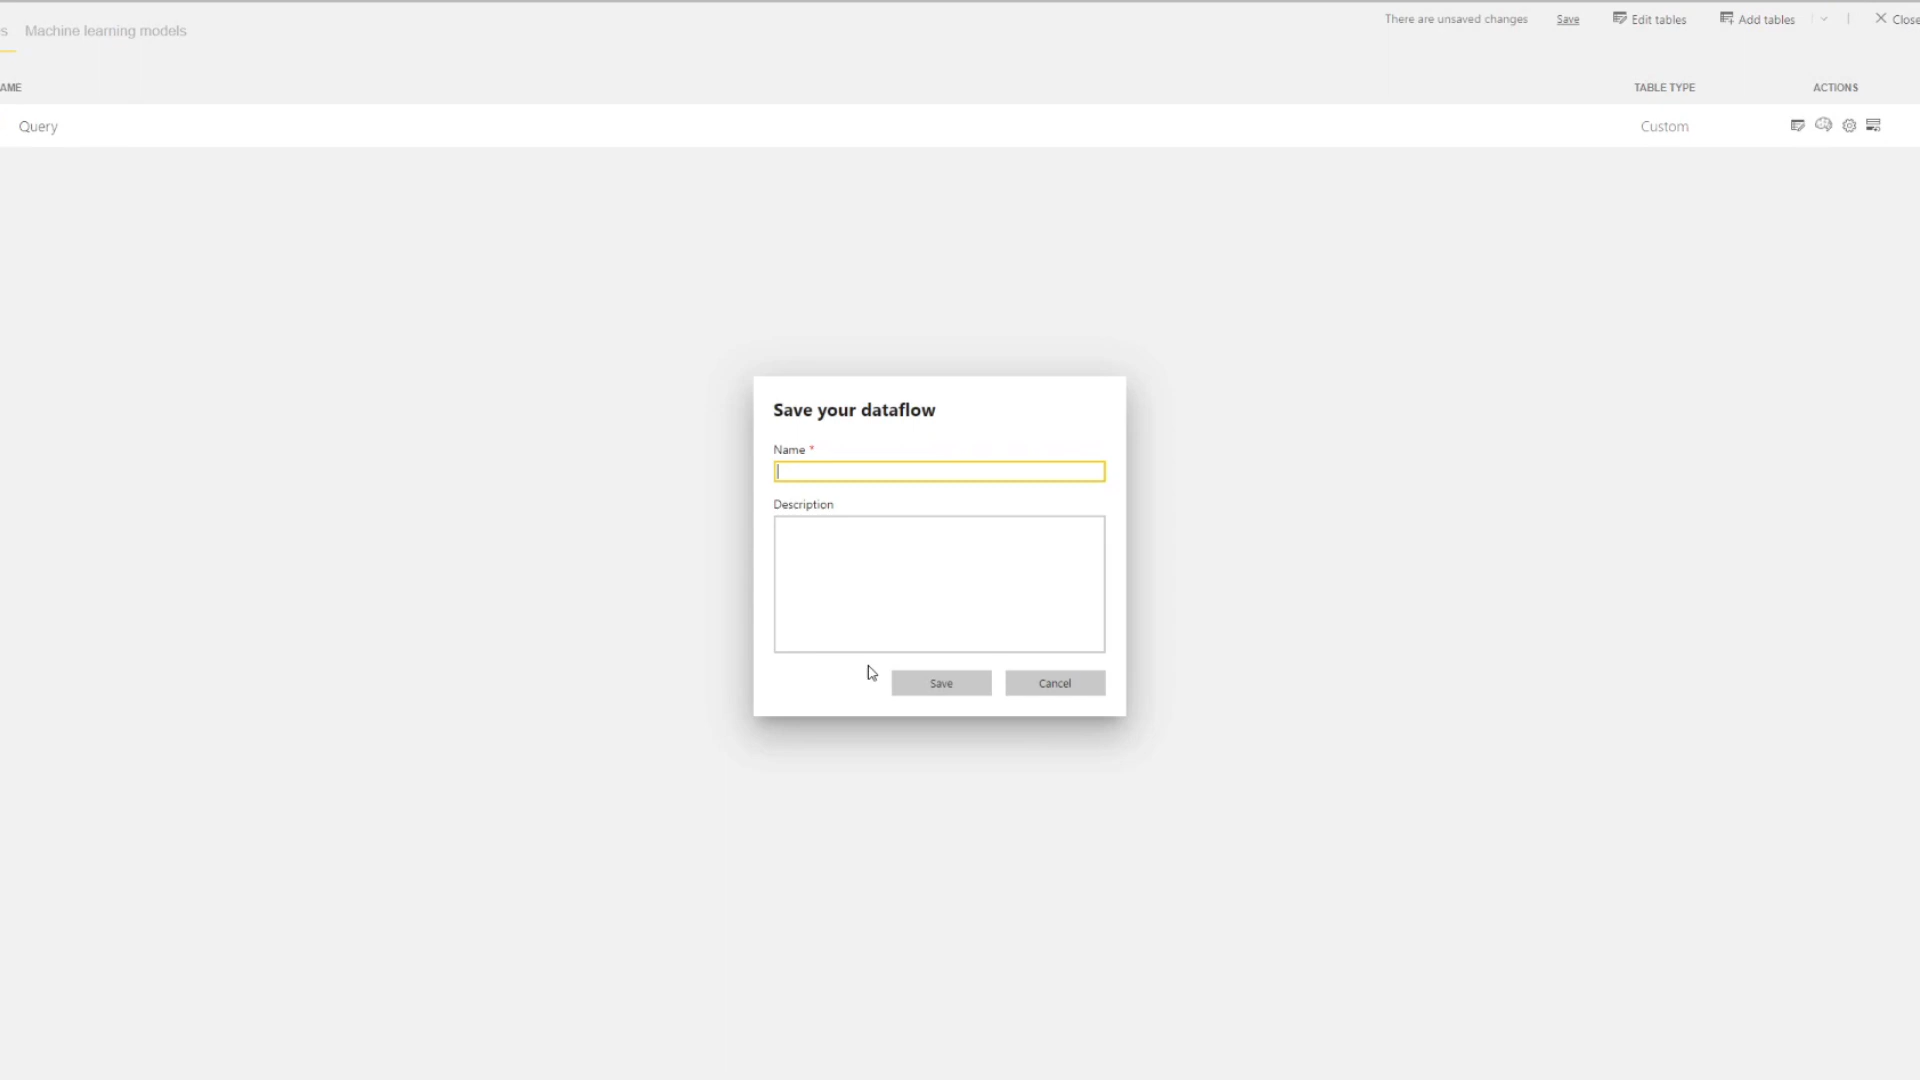 s Machine learning models
There are unsaved changes Save Edit tables Add tables Close
AME TABLE TYPE ACTIONS
Query Custom
Save your dataflow
Name *
Description
Save Cancel